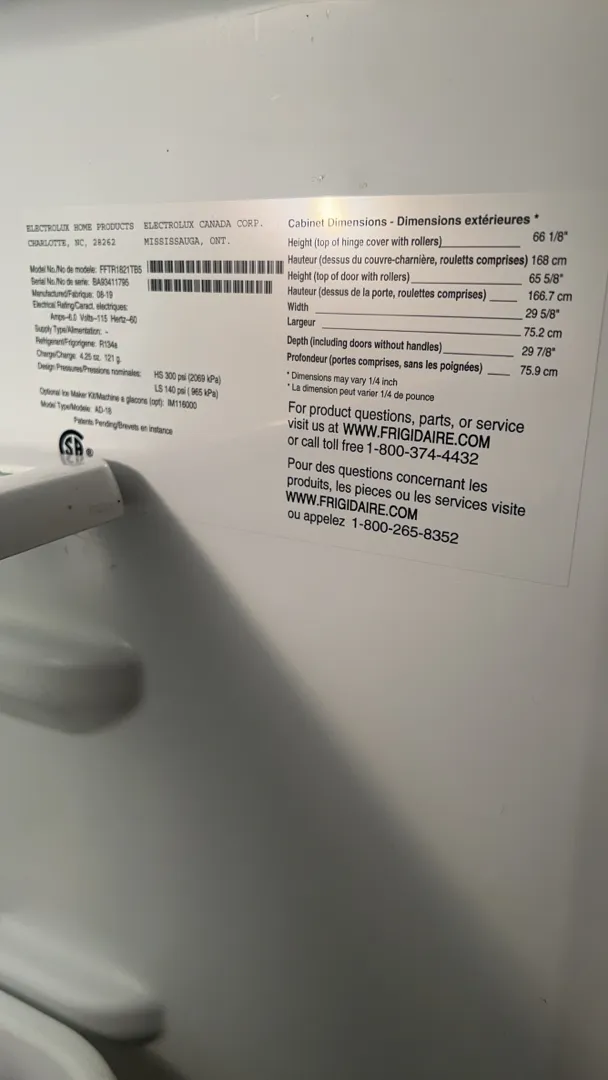 ELECTROLUX HOME PRODUCTS ELECTROLUX CANADA CORP.
CHARLOTTE, NC, 28262 MISSISSAUGA, ONT.
Model No./No de modele: FFTR1821TBS
Serial No./No de serie: BA93411795
Manufactured/Fabrique: 08-19
Electrical Rating/Caract. electriques:
Amps-6.0 Volts-115 Hertz-60
Supply Type/Alimentation: -
Refrigerent/Frigorigene: R134a
Charge/Charge: 4.25 oz. 121 g.
Design Pressures/Pressions nominales: HS 300 psi (2069 kPa)
LS 140 psi ( 965 kPa)
Optional Ice Maker Kit/Machine a glacons (opt): IM116000
Model Type/Modele: AD-18
Patents Pending/Brevets en instance
SA ®
Cabinet Dimensions - Dimensions extérieures *
Height (top of hinge cover with rollers) 66 1/8"
Hauteur (dessus du couvre-charnière, rouletts comprises) 168 cm
Height (top of door with rollers) 65 5/8"
Hauteur (dessus de la porte, roulettes comprises) 166.7 cm
Width 29 5/8"
Largeur 75.2 cm
Depth (including doors without handles) 29 7/8"
Profondeur (portes comprises, sans les poignées) 75.9 cm
* Dimensions may vary 1/4 inch
* La dimension peut varier 1/4 de pounce
For product questions, parts, or service
visit us at WWW.FRIGIDAIRE.COM
or call toll free 1-800-374-4432
Pour des questions concernant les
produits, les pieces ou les services visite
WWW.FRIGIDAIRE.COM
ou appelez 1-800-265-8352